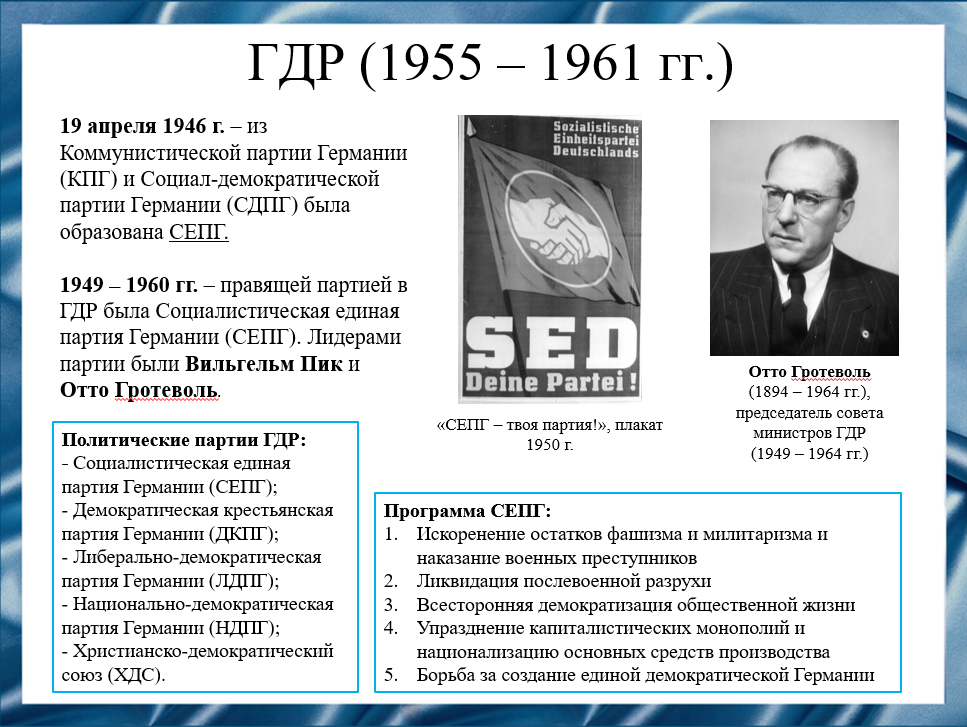 ГДР (1955 – 1961 гг.)
19 апреля 1946 г. – из
Коммунистической партии Германии
(КПГ) и Социал-демократической
партии Германии (СДПГ) была
образована СЕПГ.
1949 – 1960 гг. – правящей партией в
ГДР была Социалистическая единая
партия Германии (СЕПГ). Лидерами
партии были Вильгельм Пик и
Отто Гротеволь.
Sozialistische
Einheitspartei
Deutschlands
SED
Deine Partei!
«СЕПГ – твоя партия!», плакат
1950 г.
Отто Гротеволь
(1894 – 1964 гг.),
председатель совета
министров ГДР
(1949 – 1964 гг.)
Политические партии ГДР:
- Социалистическая единая
партия Германии (СЕПГ);
- Демократическая крестьянская
партия Германии (ДКПГ);
- Либерально-демократическая
партия Германии (ЛДПГ);
- Национально-демократическая
партия Германии (НДПГ);
- Христианско-демократический
союз (ХДС).
Программа СЕПГ:
1. Искоренение остатков фашизма и милитаризма и
наказание военных преступников
2. Ликвидация послевоенной разрухи
3. Всесторонняя демократизация общественной жизни
4. Упразднение капиталистических монополий и
национализацию основных средств производства
5. Борьба за создание единой демократической Германии